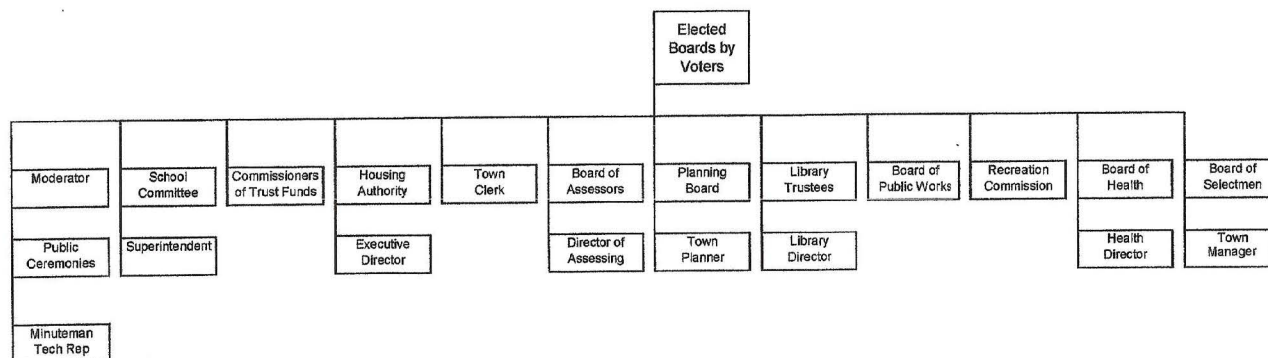 Elected
Boards by
Voters
Moderator
School
Committee
Commissioners
of Trust Funds
Housing
Authority
Town
Clerk
Board of
Assessors
Planning
Board
Library
Trustees
Board of
Public Works
Recreation
Commission
Board of
Health
Board of
Selectmen
Public
Ceremonies
Superintendent
Executive
Director
Director of
Assessing
Town
Planner
Library
Director
Health
Director
Town
Manager
Minuteman
Tech Rep